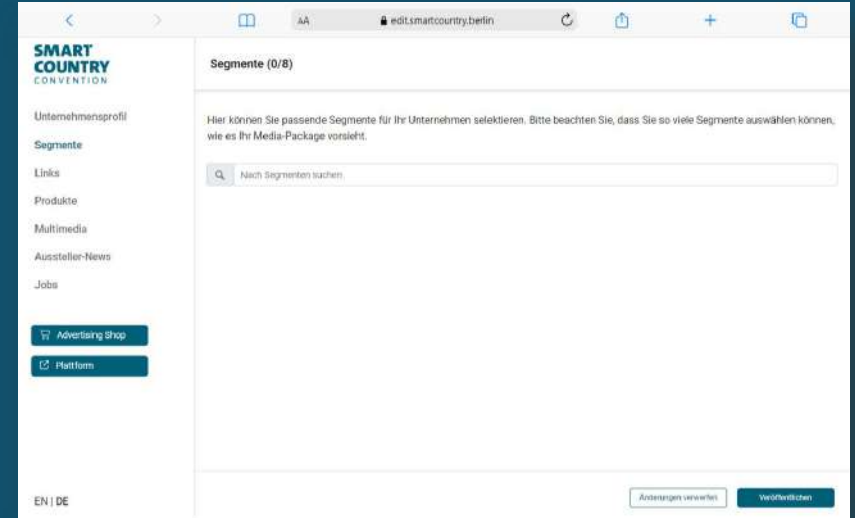 AA
edit.smartcountry.berlin
SMART
COUNTRY
CONVENTION
Segmente (0/8)
Unternehmensprofil
Segmente
Links
Produkte
Multimedia
Aussteller-News
Jobs
Advertising Shop
Plattform
EN | DE
Hier können Sie passende Segmente für Ihr Unternehmen selektieren. Bitte beachten Sie, dass Sie so viele Segmente auswählen können,
wie es Ihr Media-Package vorsieht.
Nach Segmenten suchen.
Änderungen verwerfen
Veröffentlichen